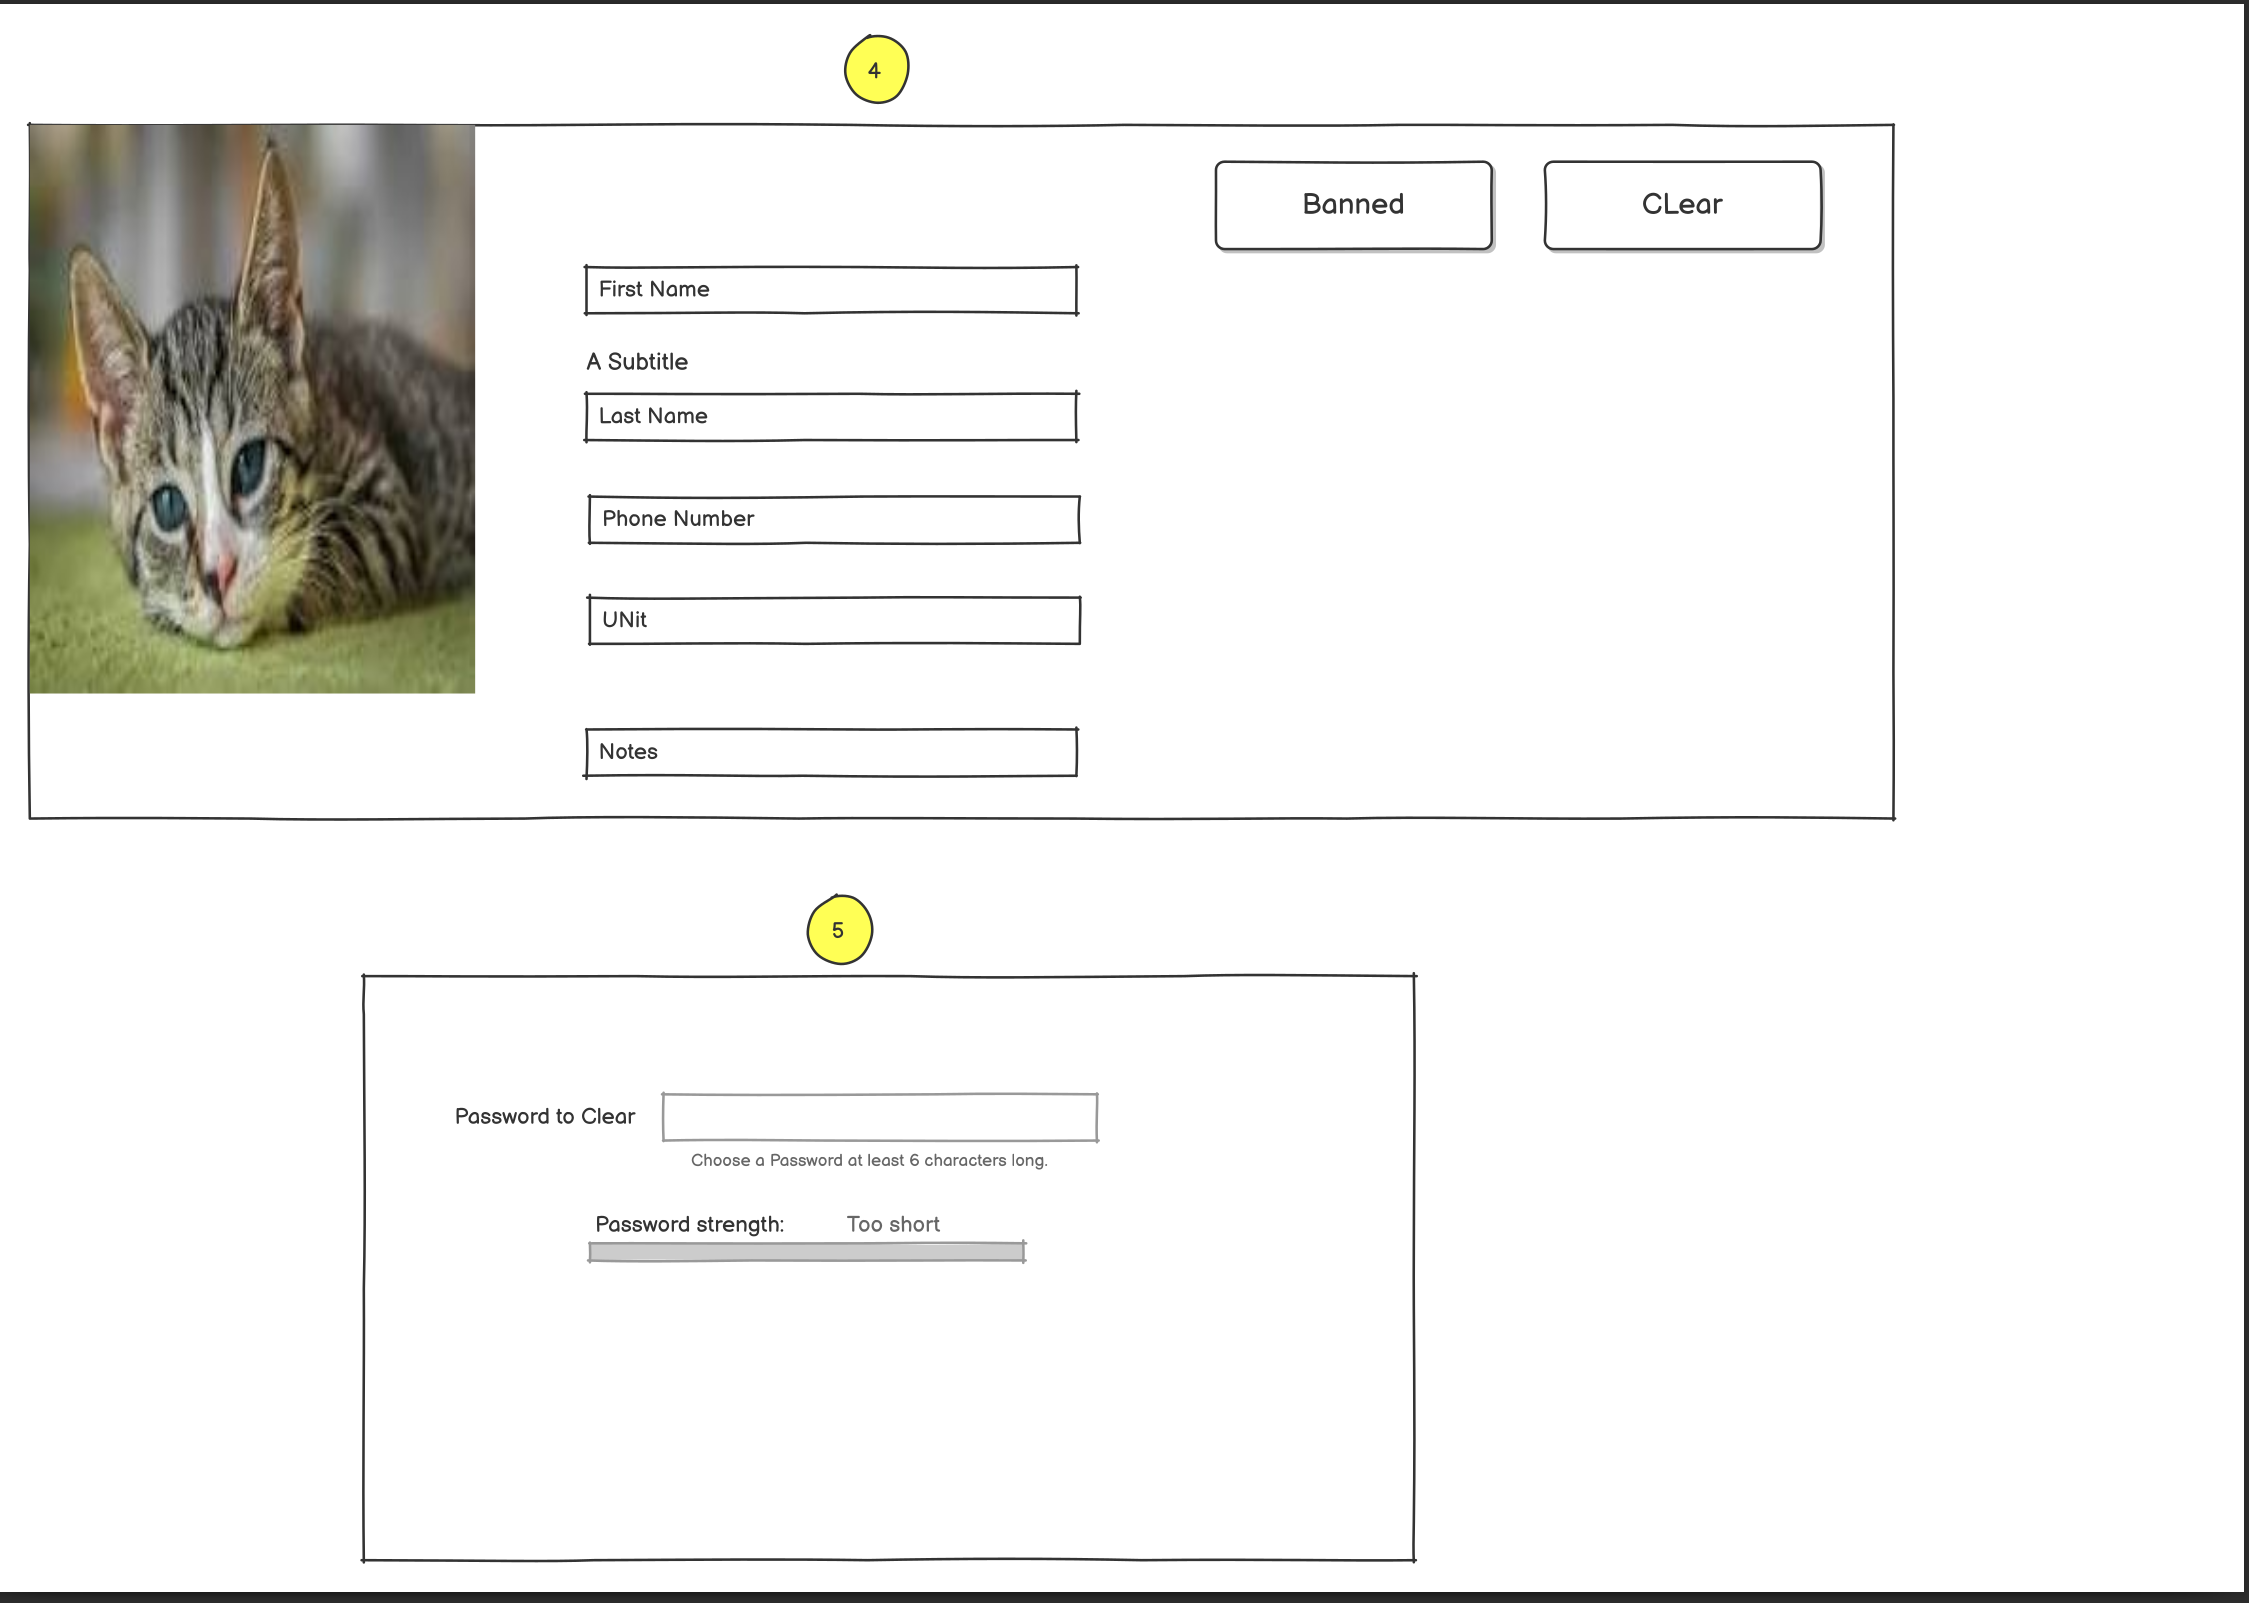 4
Banned
CLear
First Name
A Subtitle
Last Name
Phone Number
UNit
Notes
5
Password to Clear
Choose a Password at least 6 characters long.
Password strength: Too short